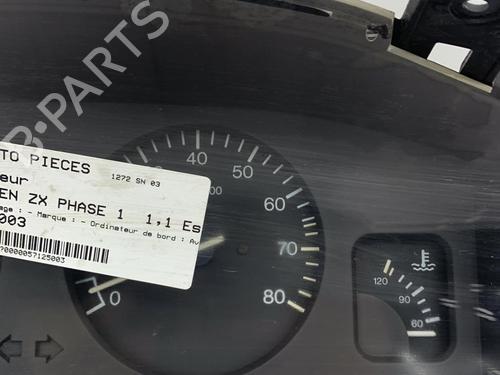 B-PARTS
TO PIECES 1272 SN 03
eur
EN ZX PHASE 1 1,1 Es
age : - Marque : - Ordinateur de bord : Av
003
70000057125003
40 50
60
70
80
0
120
90
60